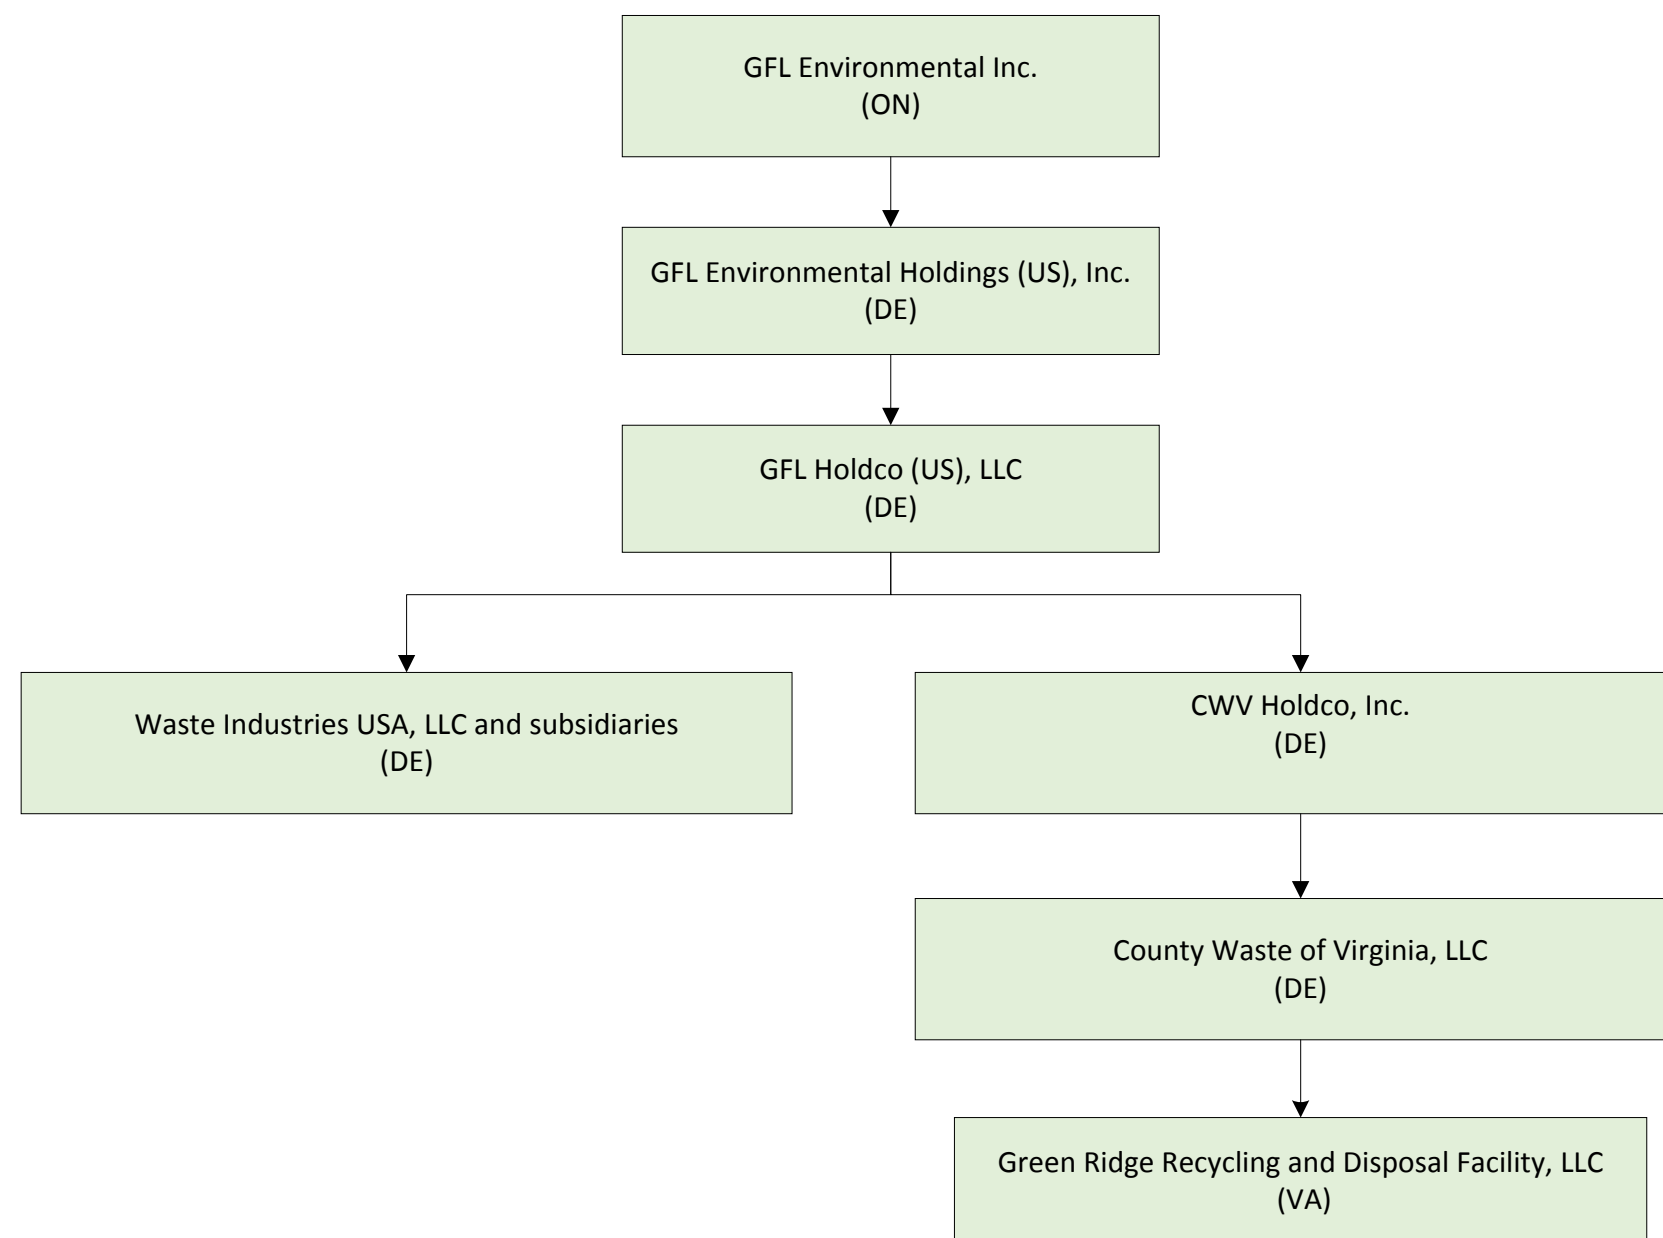 GFL Environmental Inc.
(ON)
GFL Environmental Holdings (US), Inc.
(DE)
GFL Holdco (US), LLC
(DE)
Waste Industries USA, LLC and subsidiaries
(DE)
CWV Holdco, Inc.
(DE)
County Waste of Virginia, LLC
(DE)
Green Ridge Recycling and Disposal Facility, LLC
(VA)